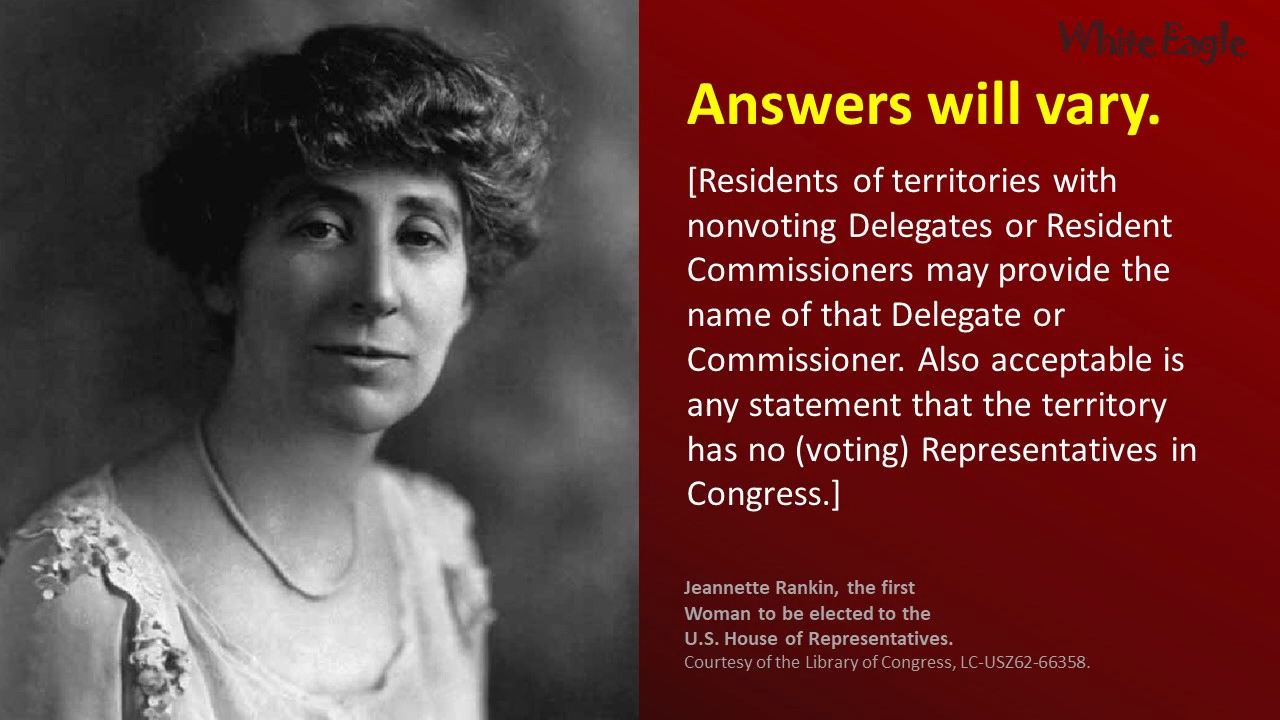 White Eagle
Answers will vary.
[Residents of territories with
nonvoting Delegates or Resident
Commissioners may provide the
name of that Delegate or
Commissioner. Also acceptable is
any statement that the territory
has no (voting) Representatives in
Congress.]
Jeannette Rankin, the first
Woman to be elected to the
U.S. House of Representatives.
Courtesy of the Library of Congress, LC-USZ62-66358.